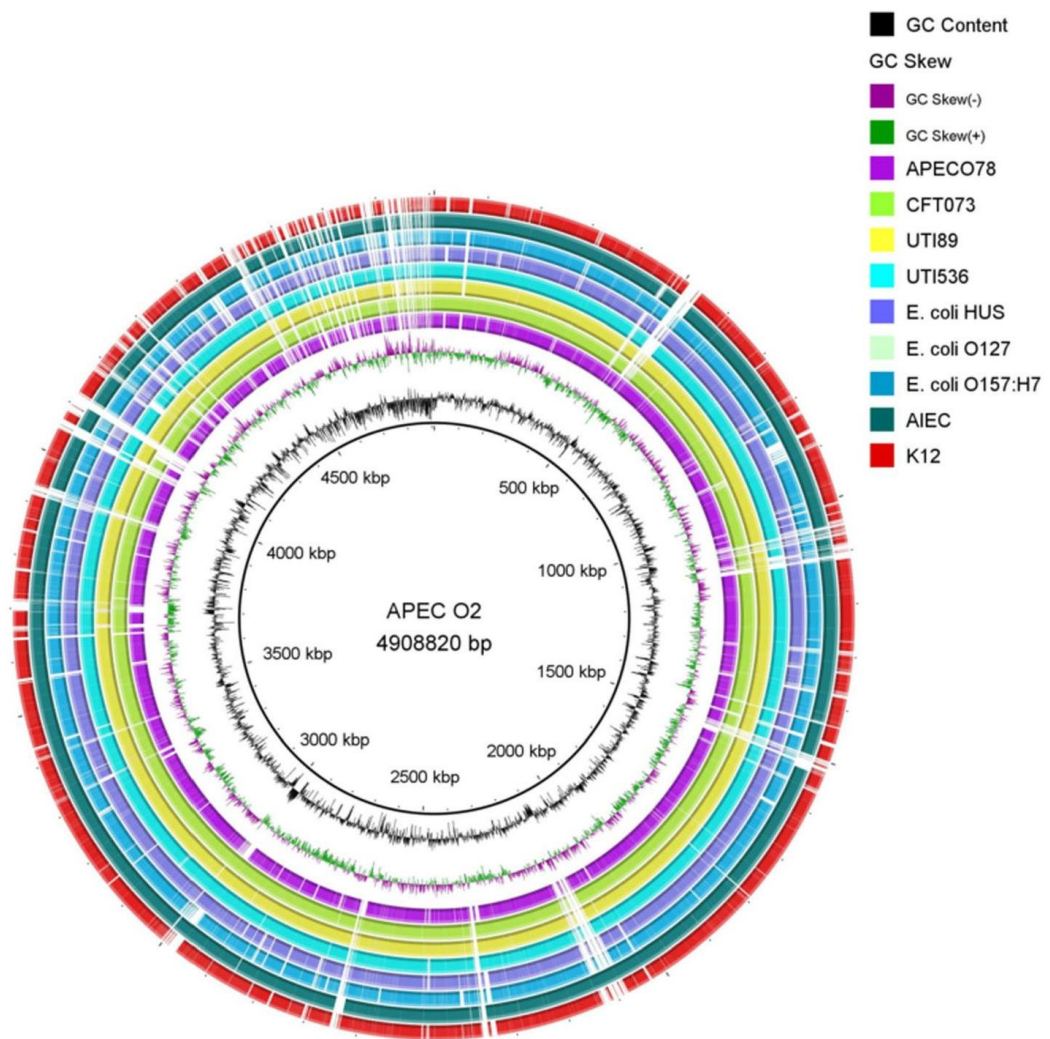 GC Content
GC Skew
GC Skew(-)
GC Skew(+)
APECO78
CFT073
UTI89
UTI536
E. coli HUS
E. coli O127
E. coli O157:H7
AIEC
K12
4500 kbp
500 kbp
4000 kbp
1000 kbp
APEC O2
4908820 bp
3500 kbp
1500 kbp
3000 kbp
2000 kbp
2500 kbp